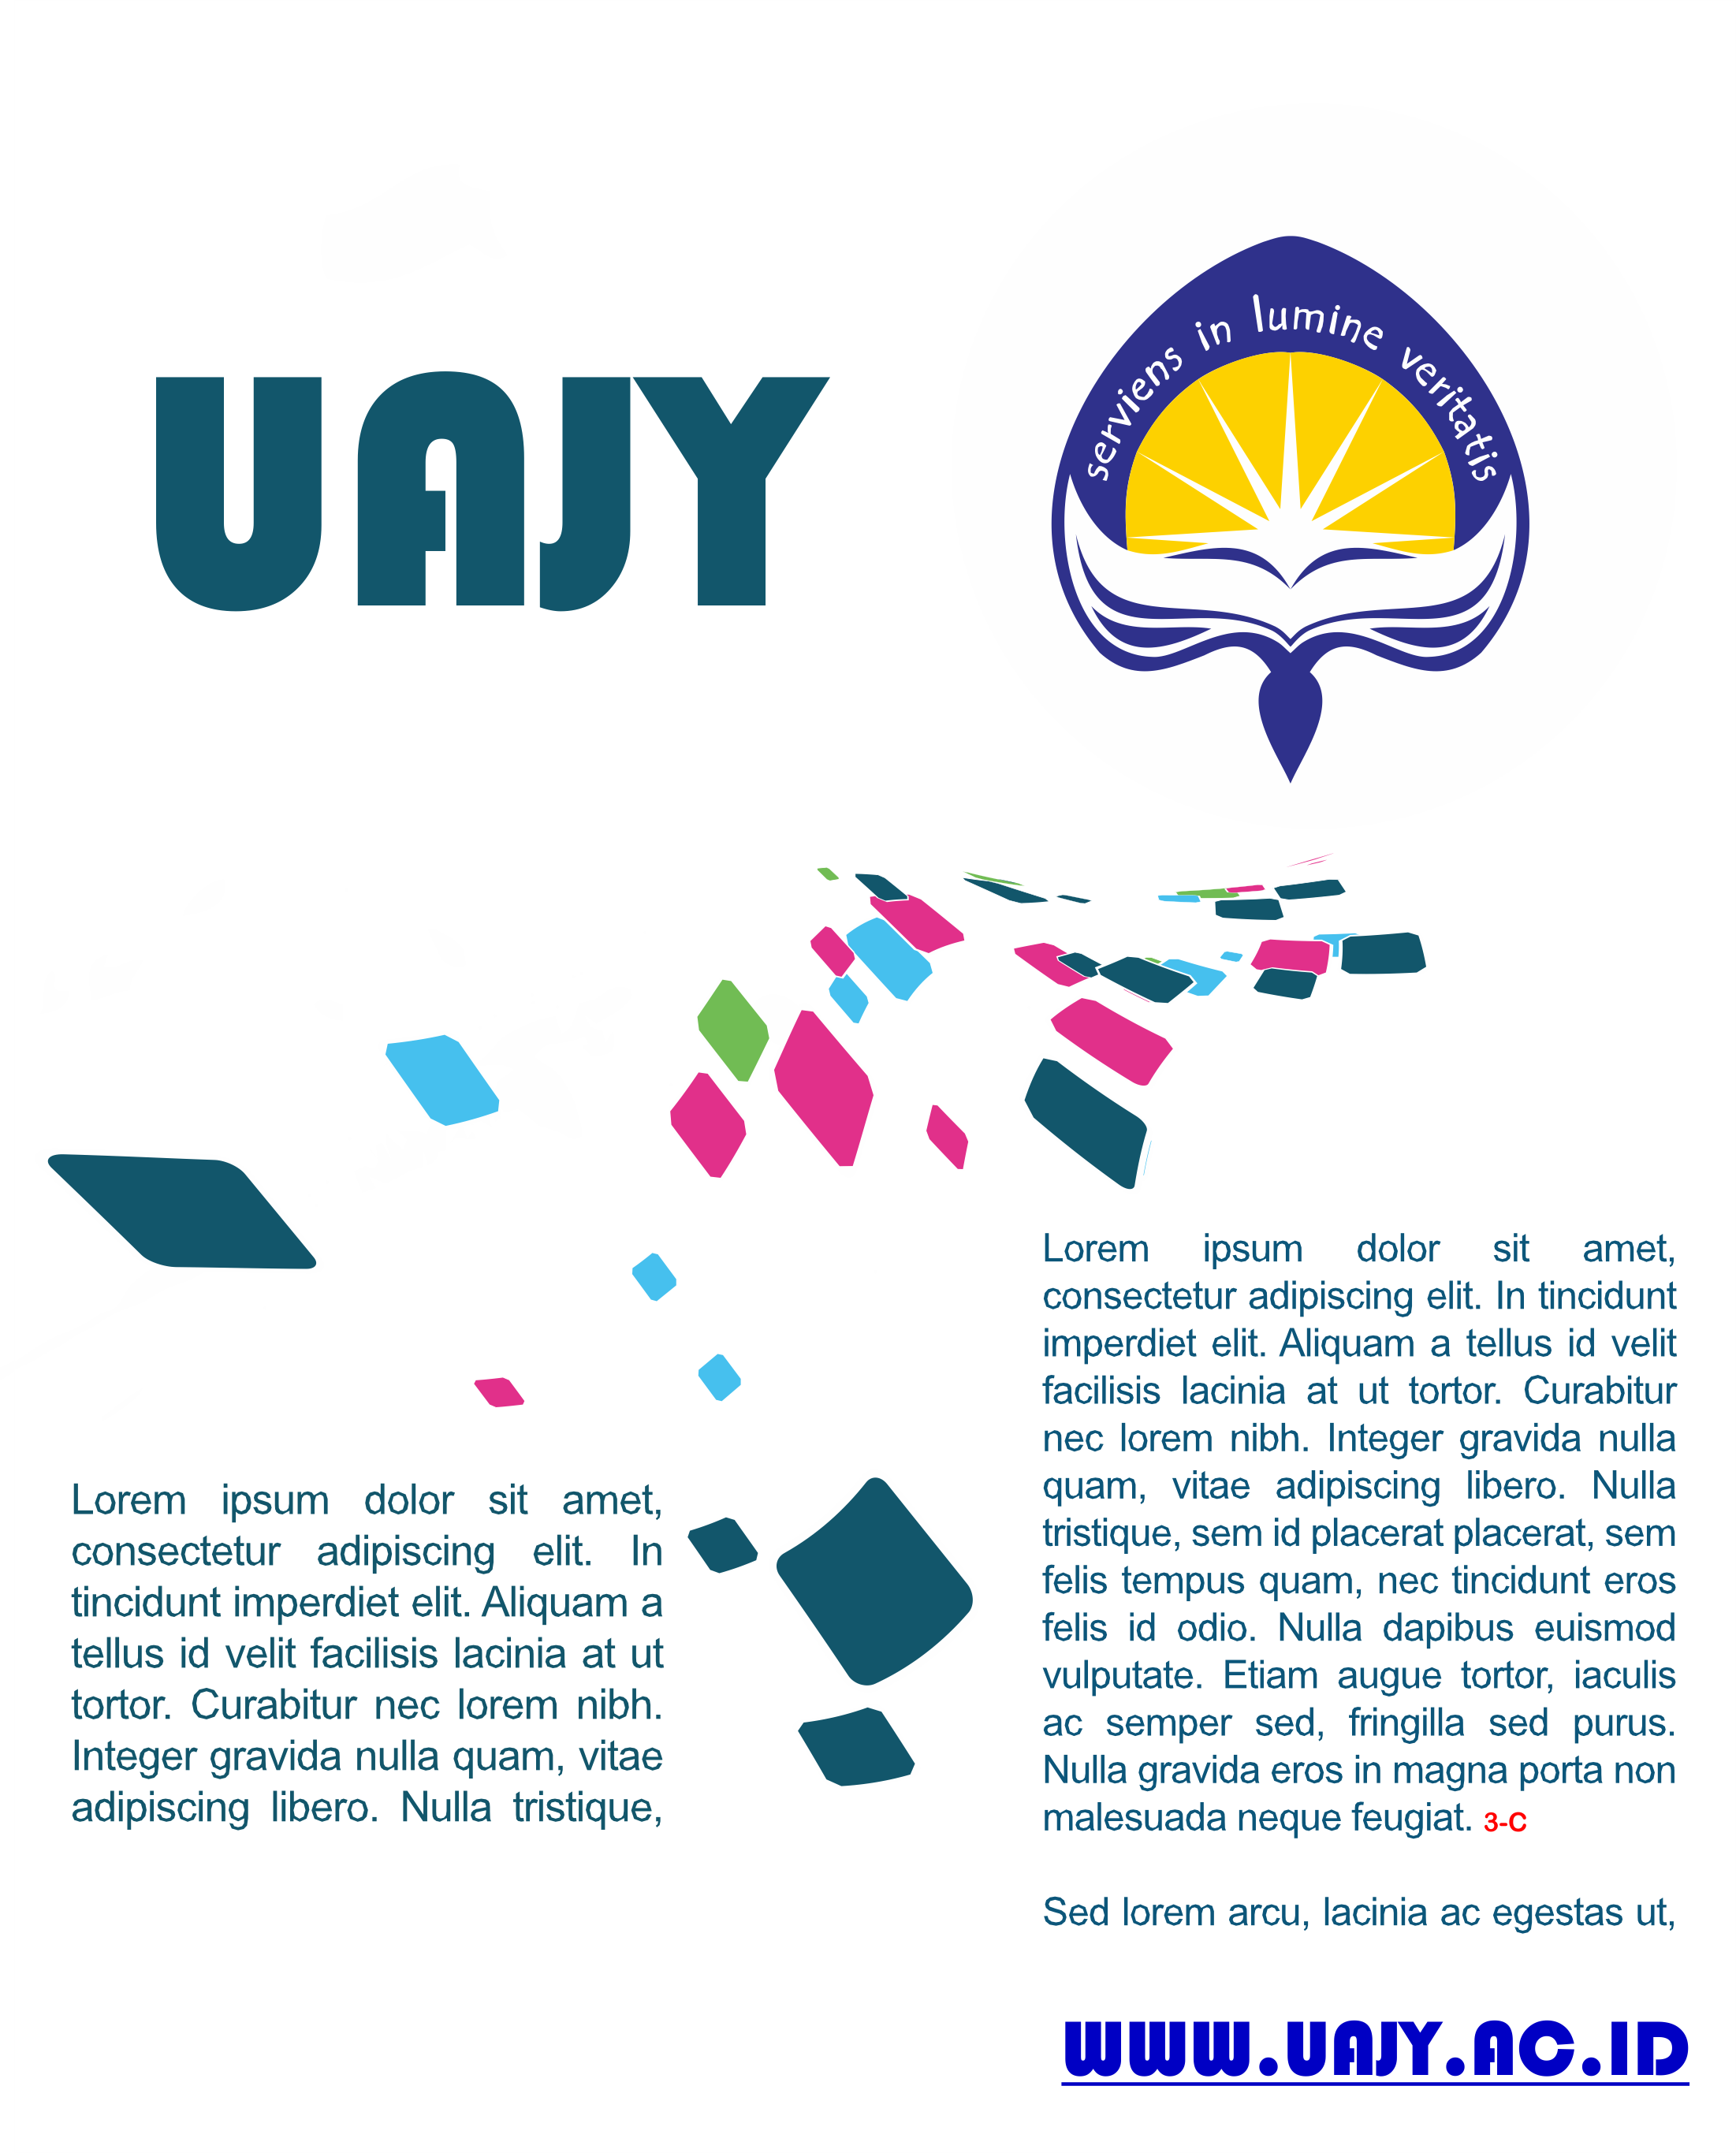 UAJY
serviens in lumine veritatis
Lorem ipsum dolor sit amet,
consectetur adipiscing elit. In
tincidunt imperdiet elit. Aliquam a
tellus id velit facilisis lacinia at ut
tortor. Curabitur nec lorem nibh.
Integer gravida nulla quam, vitae
adipiscing libero. Nulla tristique,
Lorem ipsum dolor sit amet,
consectetur adipiscing elit. In tincidunt
imperdiet elit. Aliquam a tellus id velit
facilisis lacinia at ut tortor. Curabitur
nec lorem nibh. Integer gravida nulla
quam, vitae adipiscing libero. Nulla
tristique, sem id placerat placerat, sem
felis tempus quam, nec tincidunt eros
felis id odio. Nulla dapibus euismod
vulputate. Etiam augue tortor, iaculis
ac semper sed, fringilla sed purus.
Nulla gravida eros in magna porta non
malesuada neque feugiat. 3-C
Sed lorem arcu, lacinia ac egestas ut,
WWW.UAJY.AC.ID